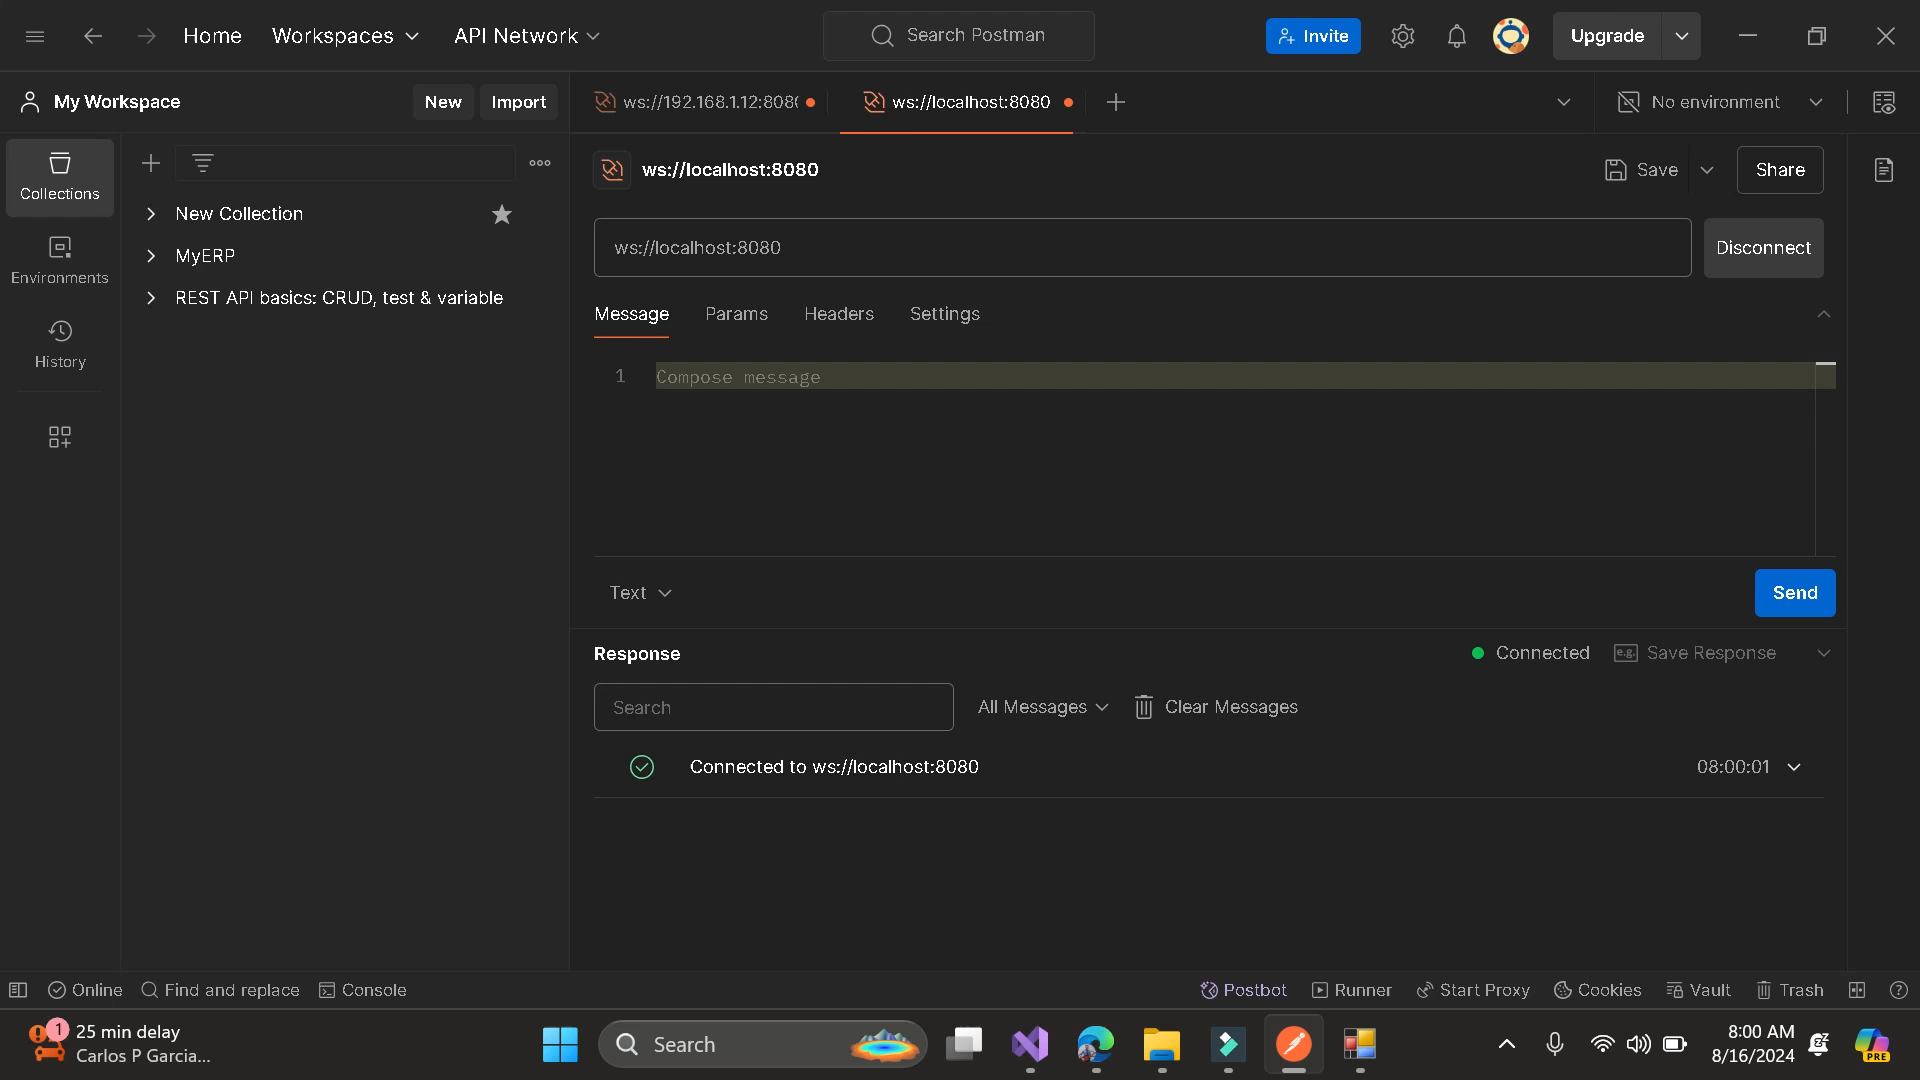 Home
Workspaces
API Network
Search Postman
Invite
Upgrade
My Workspace
New
Import
ws://192.168.1.12:808
ws://localhost:8080
No environment
Collections
Environments
History
New Collection
MyERP
REST API basics: CRUD, test & variable
ws://localhost:8080
Save
Share
ws://localhost:8080
Disconnect
Message
Params
Headers
Settings
1
Compose message
Text
Send
Response
Connected
e.g.
Save Response
Search
All Messages
Clear Messages
Connected to ws://localhost:8080
08:00:01
Online
Find and replace
Console
Postbot
Runner
Start Proxy
Cookies
Vault
Trash
1
25 min delay
Carlos P Garcia...
Search
8:00 AM
8/16/2024
PRE